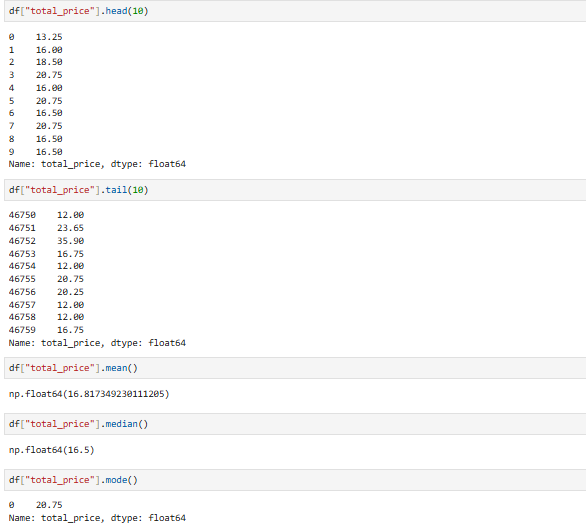 df["total_price"].head(10)
0    13.25
1    16.00
2    18.50
3    20.75
4    16.00
5    20.75
6    16.50
7    20.75
8    16.50
9    16.50
Name: total_price, dtype: float64
df["total_price"].tail(10)
46750    12.00
46751    23.65
46752    35.90
46753    16.75
46754    12.00
46755    20.75
46756    20.25
46757    12.00
46758    12.00
46759    16.75
Name: total_price, dtype: float64
df["total_price"].mean()
np.float64(16.817349230111205)
df["total_price"].median()
np.float64(16.5)
df["total_price"].mode()
0    20.75
Name: total_price, dtype: float64